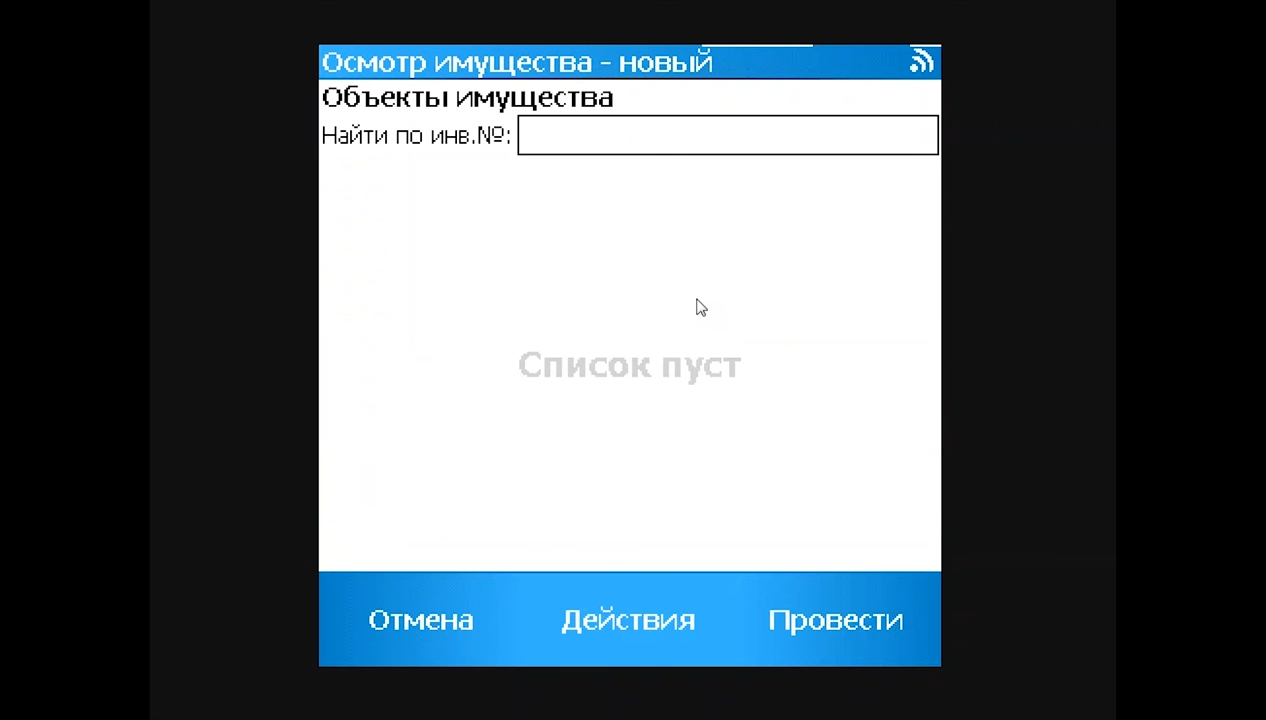 Осмотр имущества - новый
Объекты имущества
Найти по инв.№:
Список пуст
Отмена Действия Провести